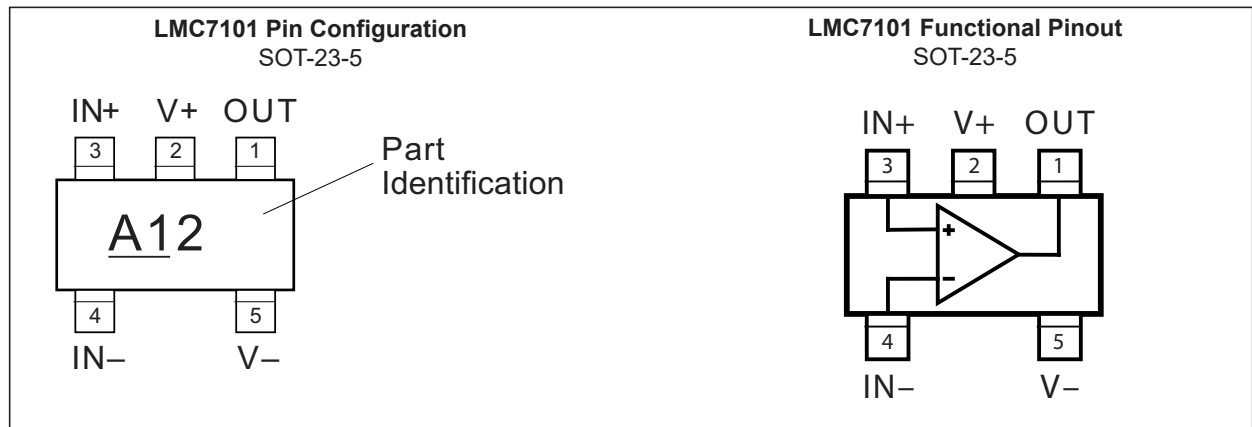 LMC7101 Pin Configuration
SOT-23-5
IN+ V+ OUT
3 2 1
Part
Identification
A12
4 5
IN– V–
LMC7101 Functional Pinout
SOT-23-5
IN+ V+ OUT
3 2 1
+
–
4 5
IN– V–